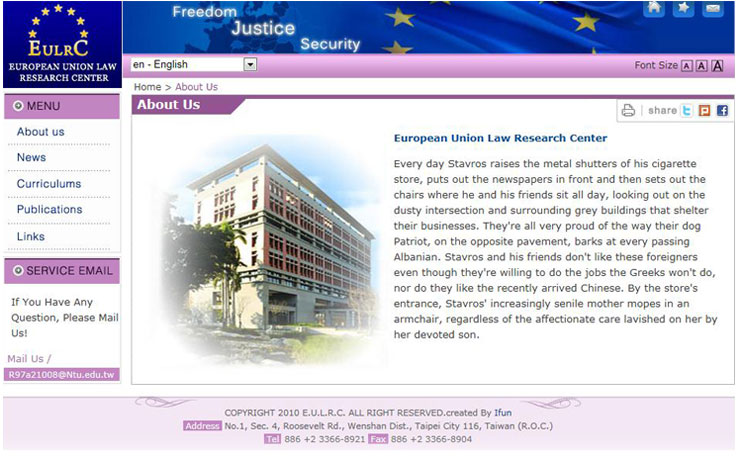 Freedom
Justice
Security
EULRC
EUROPEAN UNION LAW
RESEARCH CENTER
en - English
Font Size A A A
Home > About Us
MENU
About us
News
Curriculums
Publications
Links
SERVICE EMAIL
If You Have Any
Question, Please Mail
Us!
Mail Us /
R97a21008@Ntu.edu.tw
About Us
share
European Union Law Research Center
Every day Stavros raises the metal shutters of his cigarette
store, puts out the newspapers in front and then sets out the
chairs where he and his friends sit all day, looking out on the
dusty intersection and surrounding grey buildings that shelter
their businesses. They're all very proud of the way their dog
Patriot, on the opposite pavement, barks at every passing
Albanian. Stavros and his friends don't like these foreigners
even though they're willing to do the jobs the Greeks won't do,
nor do they like the recently arrived Chinese. By the store's
entrance, Stavros' increasingly senile mother mopes in an
armchair, regardless of the affectionate care lavished on her by
her devoted son.
COPYRIGHT 2010 E.U.L.R.C. ALL RIGHT RESERVED.created By Ifun
Address No.1, Sec. 4, Roosevelt Rd., Wenshan Dist., Taipei City 116, Taiwan (R.O.C.)
Tel 886 +2 3366-8921 Fax 886 +2 3366-8904